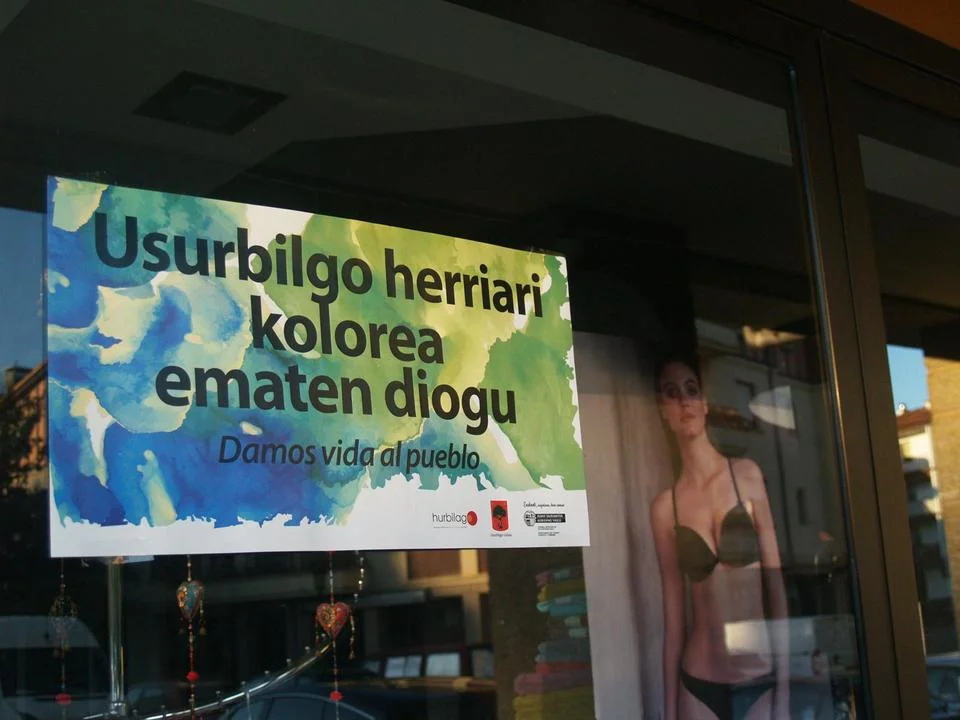 Usurbilgo herriari
kolorea
ematen diogu
Damos vida al pueblo
hurbilago